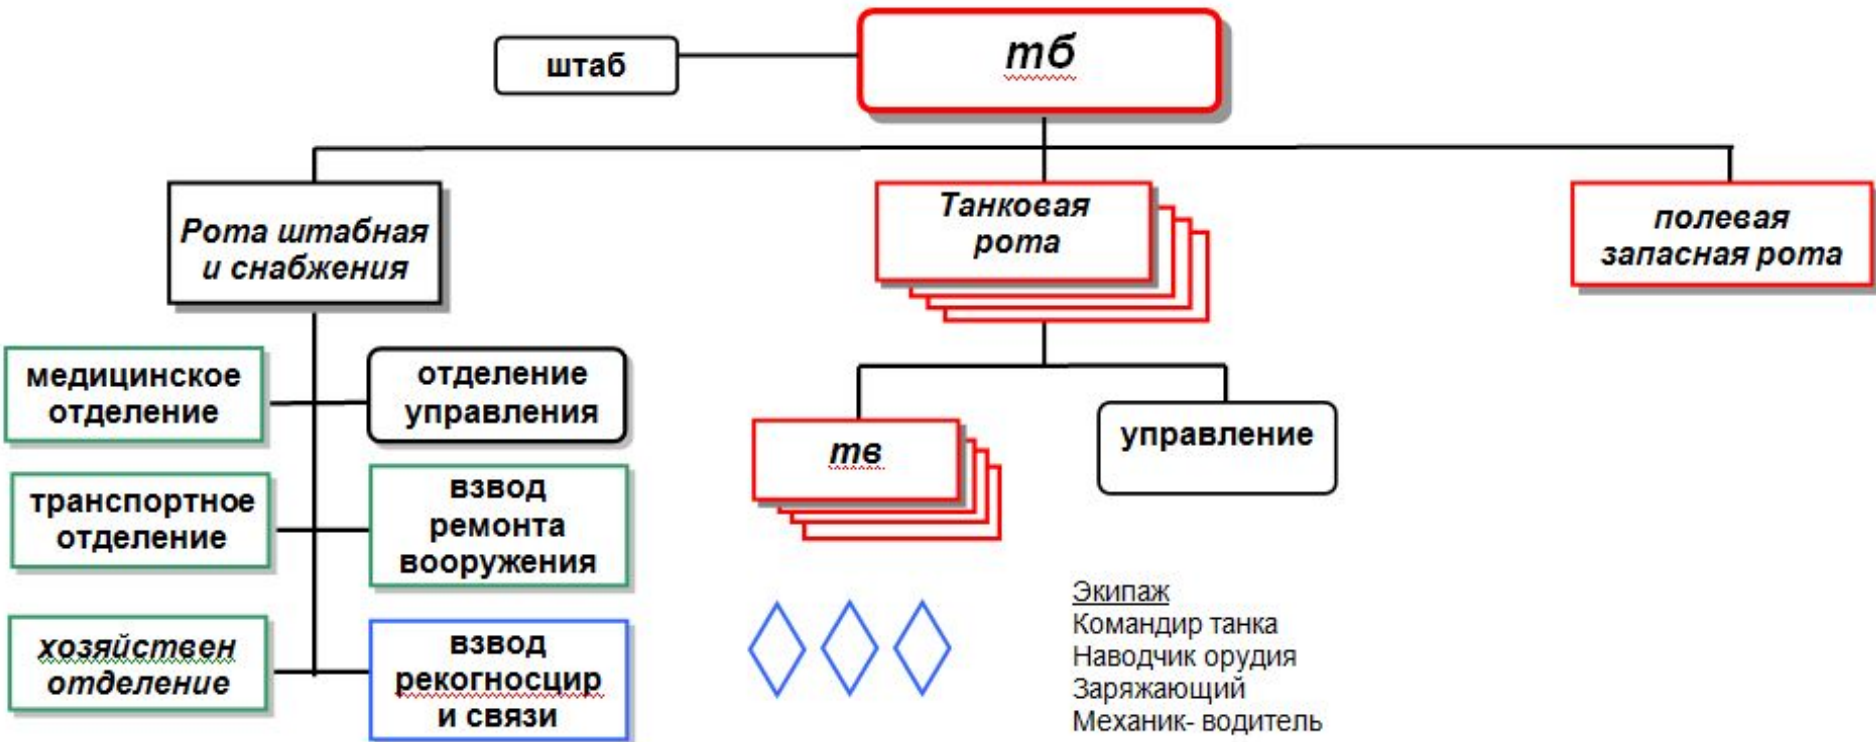 штаб
тб
Рота штабная
и снабжения
Танковая
рота
полевая
запасная рота
медицинское
отделение
отделение
управления
транспортное
отделение
взвод
ремонта
вооружения
хозяйствен
отделение
взвод
рекогносцир
и связи
тв
управление
Экипаж
Командир танка
Наводчик орудия
Заряжающий
Механик- водитель